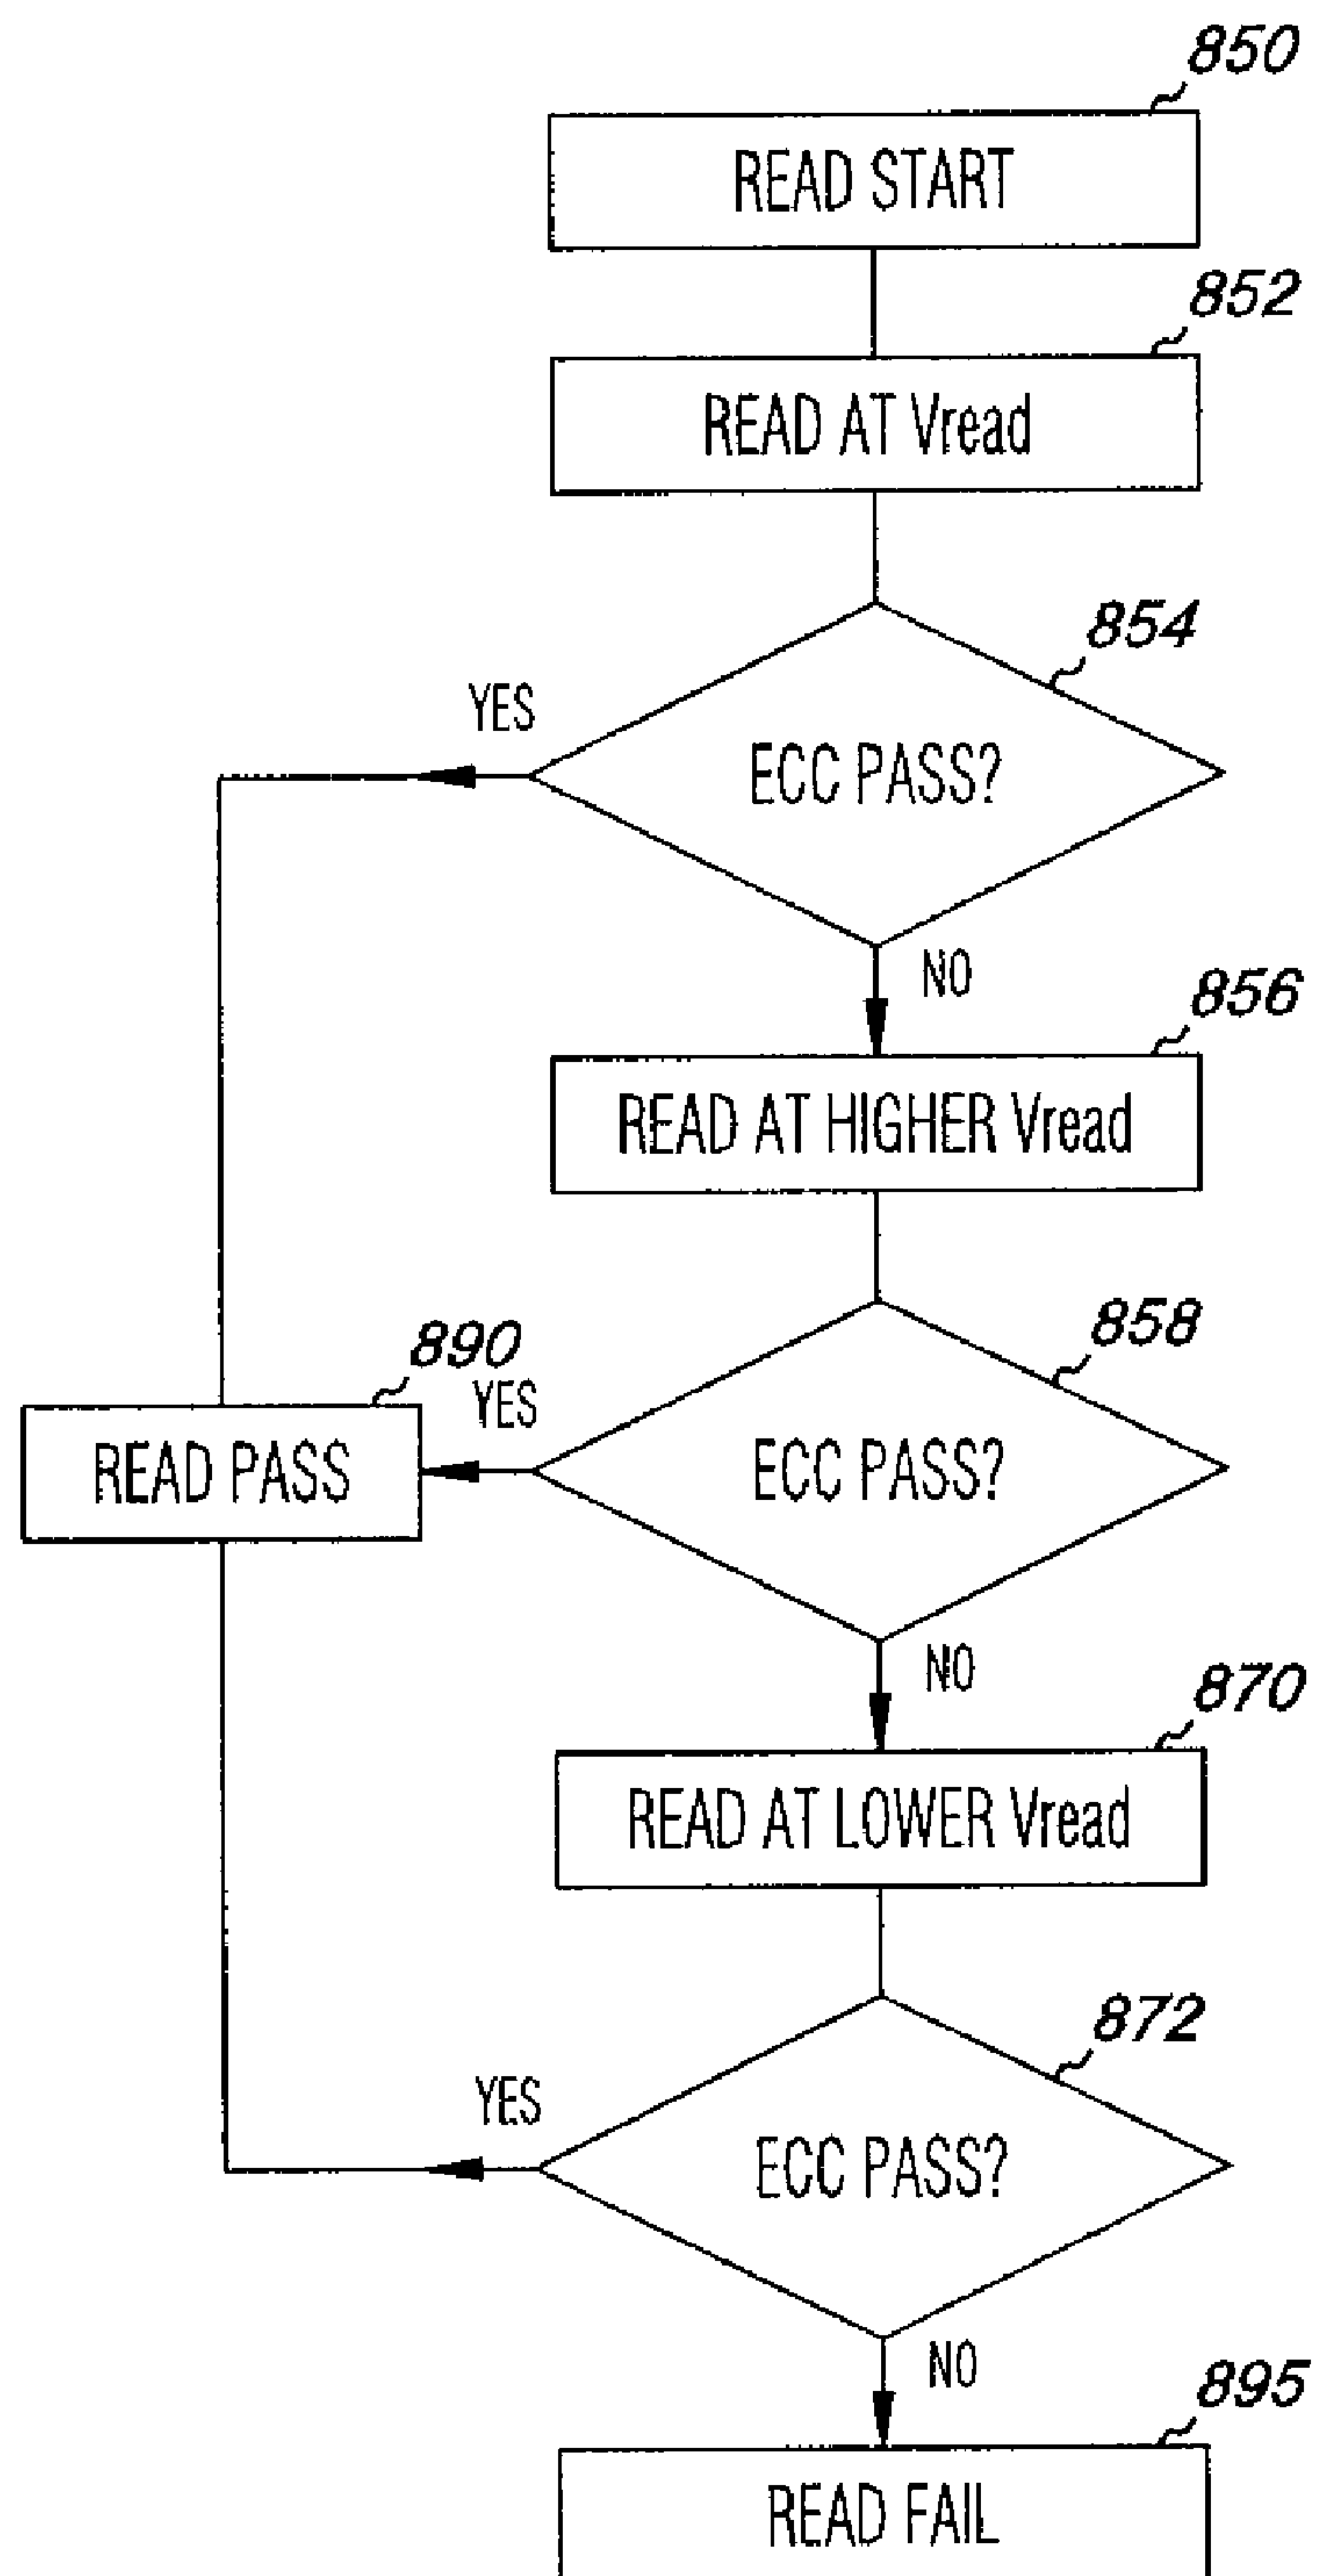 850
READ START
852
READ AT Vread
854
YES
ECC PASS?
NO
856
READ AT HIGHER Vread
858
890
YES
READ PASS
ECC PASS?
NO
870
READ AT LOWER Vread
872
YES
ECC PASS?
NO
895
READ FAIL